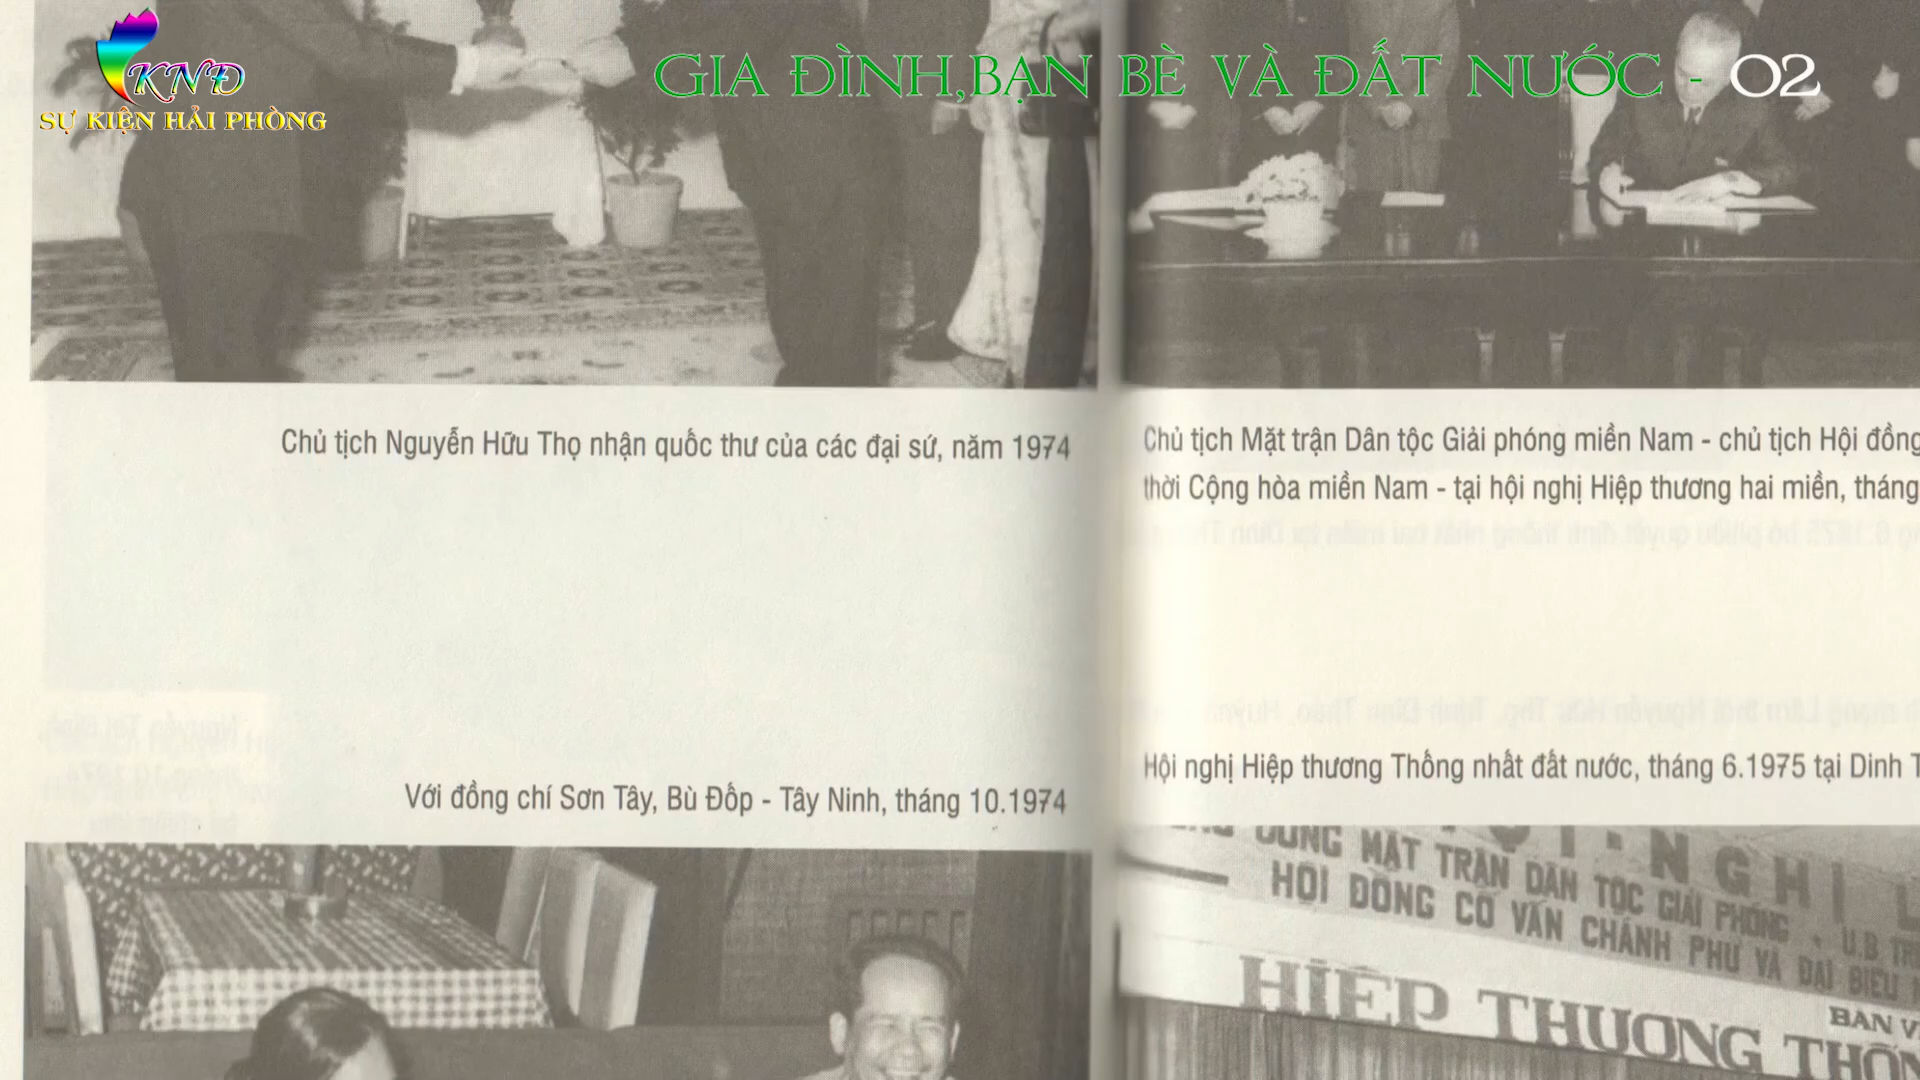 KNĐ
SỰ KIỆN HẢI PHÒNG
GIA ĐÌNH,BẠN BÈ VÀ ĐẤT NƯỚC - 02
Chủ tịch Nguyễn Hữu Thọ nhận quốc thư của các đại sứ, năm 1974
Với đồng chí Sơn Tây, Bù Đốp - Tây Ninh, tháng 10.1974
Chủ tịch Mặt trận Dân tộc Giải phóng miền Nam - chủ tịch Hội đồng
thời Cộng hòa miền Nam - tại hội nghị Hiệp thương hai miền, tháng
Hội nghị Hiệp thương Thống nhất đất nước, tháng 6.1975 tại Dinh T
MẶT TRẬN DÂN TỘC GIẢI PHÓNG - U.B
HỘI ĐỒNG CỐ VẤN CHÁNH PHỦ VÀ ĐẠI BIỂU
BAN
HIỆP THƯƠNG